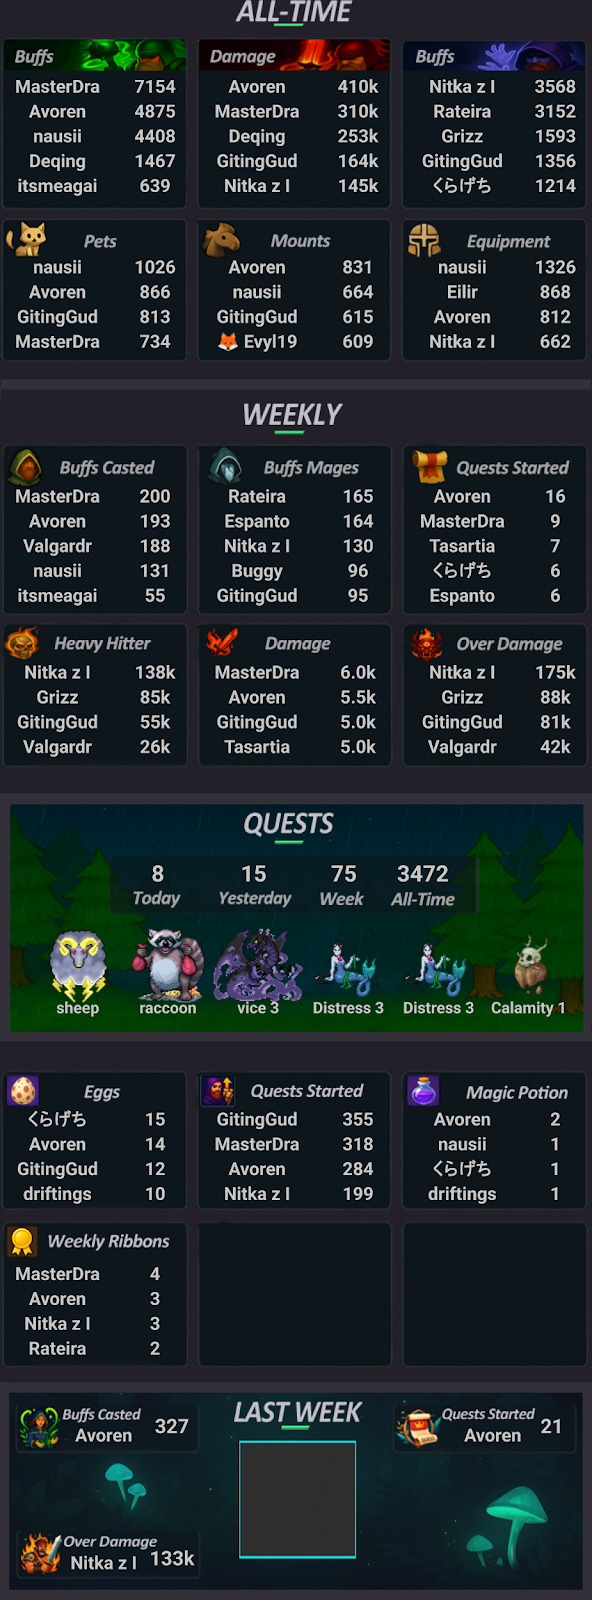 ALL-TIME
Buffs
MasterDra 7154
Avoren 4875
nausii 4408
Deqing 1467
itsmeagai 639
Damage
Avoren 410k
MasterDra 310k
Deqing 253k
GitingGud 164k
Nitka z l 145k
Buffs
Nitka z l 3568
Rateira 3152
Grizz 1593
GitingGud 1356
くらげち 1214
Pets
nausii 1026
Avoren 866
GitingGud 813
MasterDra 734
Mounts
Avoren 831
nausii 664
GitingGud 615
🦊 Evyl19 609
Equipment
nausii 1326
Eilir 868
Avoren 812
Nitka z l 662
WEEKLY
Buffs Casted
MasterDra 200
Avoren 193
Valgardr 188
nausii 131
itsmeagai 55
Buffs Mages
Rateira 165
Espanto 164
Nitka z l 130
Buggy 96
GitingGud 95
Quests Started
Avoren 16
MasterDra 9
Tasartia 7
くらげち 6
Espanto 6
Heavy Hitter
Nitka z l 138k
Grizz 85k
GitingGud 55k
Valgardr 26k
Damage
MasterDra 6.0k
Avoren 5.5k
GitingGud 5.0k
Tasartia 5.0k
Over Damage
Nitka z l 175k
Grizz 88k
GitingGud 81k
Valgardr 42k
QUESTS
8 15 75 3472
Today Yesterday Week All-Time
sheep raccoon vice 3 Distress 3 Distress 3 Calamity 1
Eggs
くらげち 15
Avoren 14
GitingGud 12
driftings 10
Quests Started
GitingGud 355
MasterDra 318
Avoren 284
Nitka z l 199
Magic Potion
Avoren 2
nausii 1
くらげち 1
driftings 1
Weekly Ribbons
MasterDra 4
Avoren 3
Nitka z l 3
Rateira 2
LAST WEEK
Buffs Casted
Avoren 327
Quests Started
Avoren 21
Over Damage
Nitka z l 133k